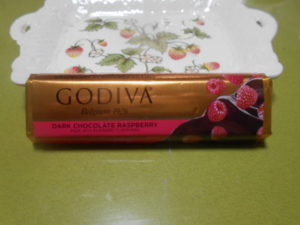 GODIVA
Belgium 1926
DARK CHOCOLATE RASPBERRY